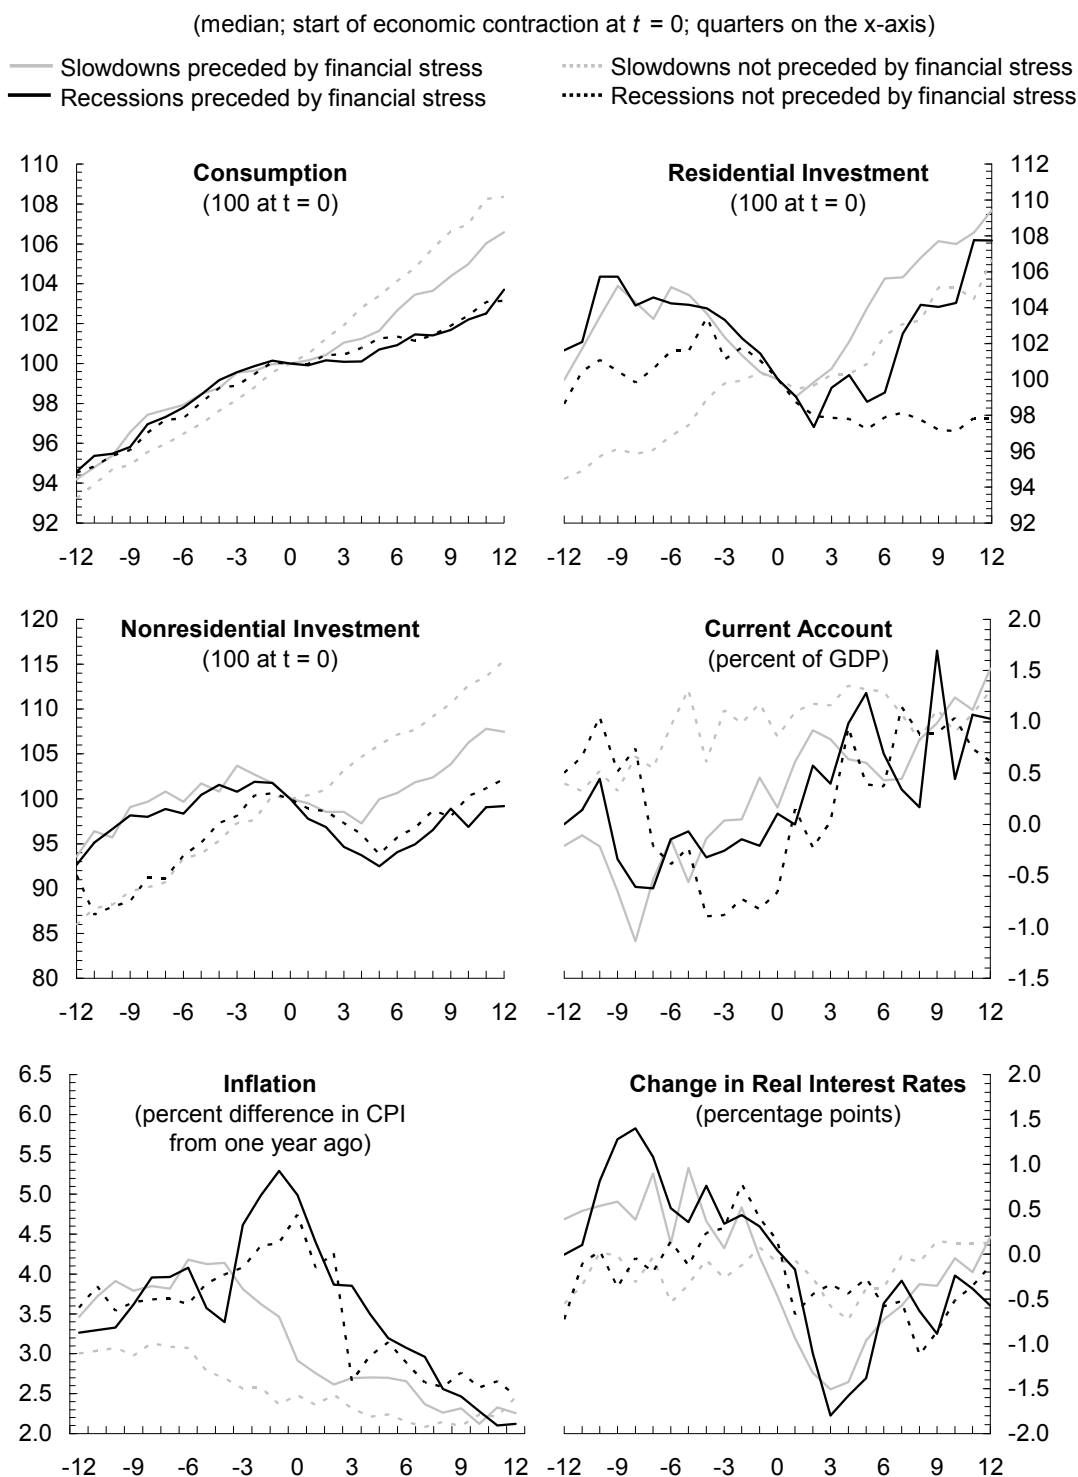 (median; start of economic contraction at t = 0; quarters on the x-axis)
Slowdowns preceded by financial stress
Recessions preceded by financial stress
Slowdowns not preceded by financial stress
Recessions not preceded by financial stress
Consumption
(100 at t = 0)
110
108
106
104
102
100
98
96
94
92
-12 -9 -6 -3 0 3 6 9 12
Residential Investment
(100 at t = 0)
112
110
108
106
104
102
100
98
96
94
92
-12 -9 -6 -3 0 3 6 9 12
Nonresidential Investment
(100 at t = 0)
120
115
110
105
100
95
90
85
80
-12 -9 -6 -3 0 3 6 9 12
Current Account
(percent of GDP)
2.0
1.5
1.0
0.5
0.0
-0.5
-1.0
-1.5
-12 -9 -6 -3 0 3 6 9 12
Inflation
(percent difference in CPI
from one year ago)
6.5
6.0
5.5
5.0
4.5
4.0
3.5
3.0
2.5
2.0
-12 -9 -6 -3 0 3 6 9 12
Change in Real Interest Rates
(percentage points)
2.0
1.5
1.0
0.5
0.0
-0.5
-1.0
-1.5
-2.0
-12 -9 -6 -3 0 3 6 9 12